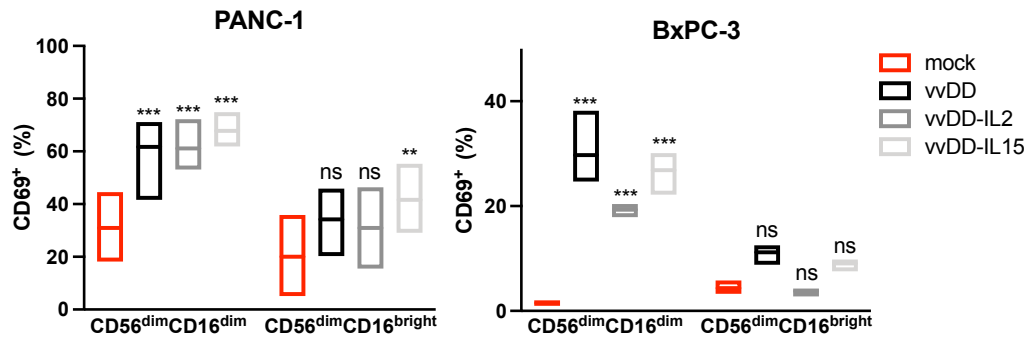 PANC-1
100
80
60
40
20
0
CD69⁺ (%)
*** *** ***
ns ns **
CD56ᵈⁱᵐCD16ᵈⁱᵐ CD56ᵈⁱᵐCD16ᵇʳⁱᵍʰᵗ
BxPC-3
40
20
0
CD69⁺ (%)
*** *** ***
ns ns ns
CD56ᵈⁱᵐCD16ᵈⁱᵐ CD56ᵈⁱᵐCD16ᵇʳⁱᵍʰᵗ
mock
vvDD
vvDD-IL2
vvDD-IL15